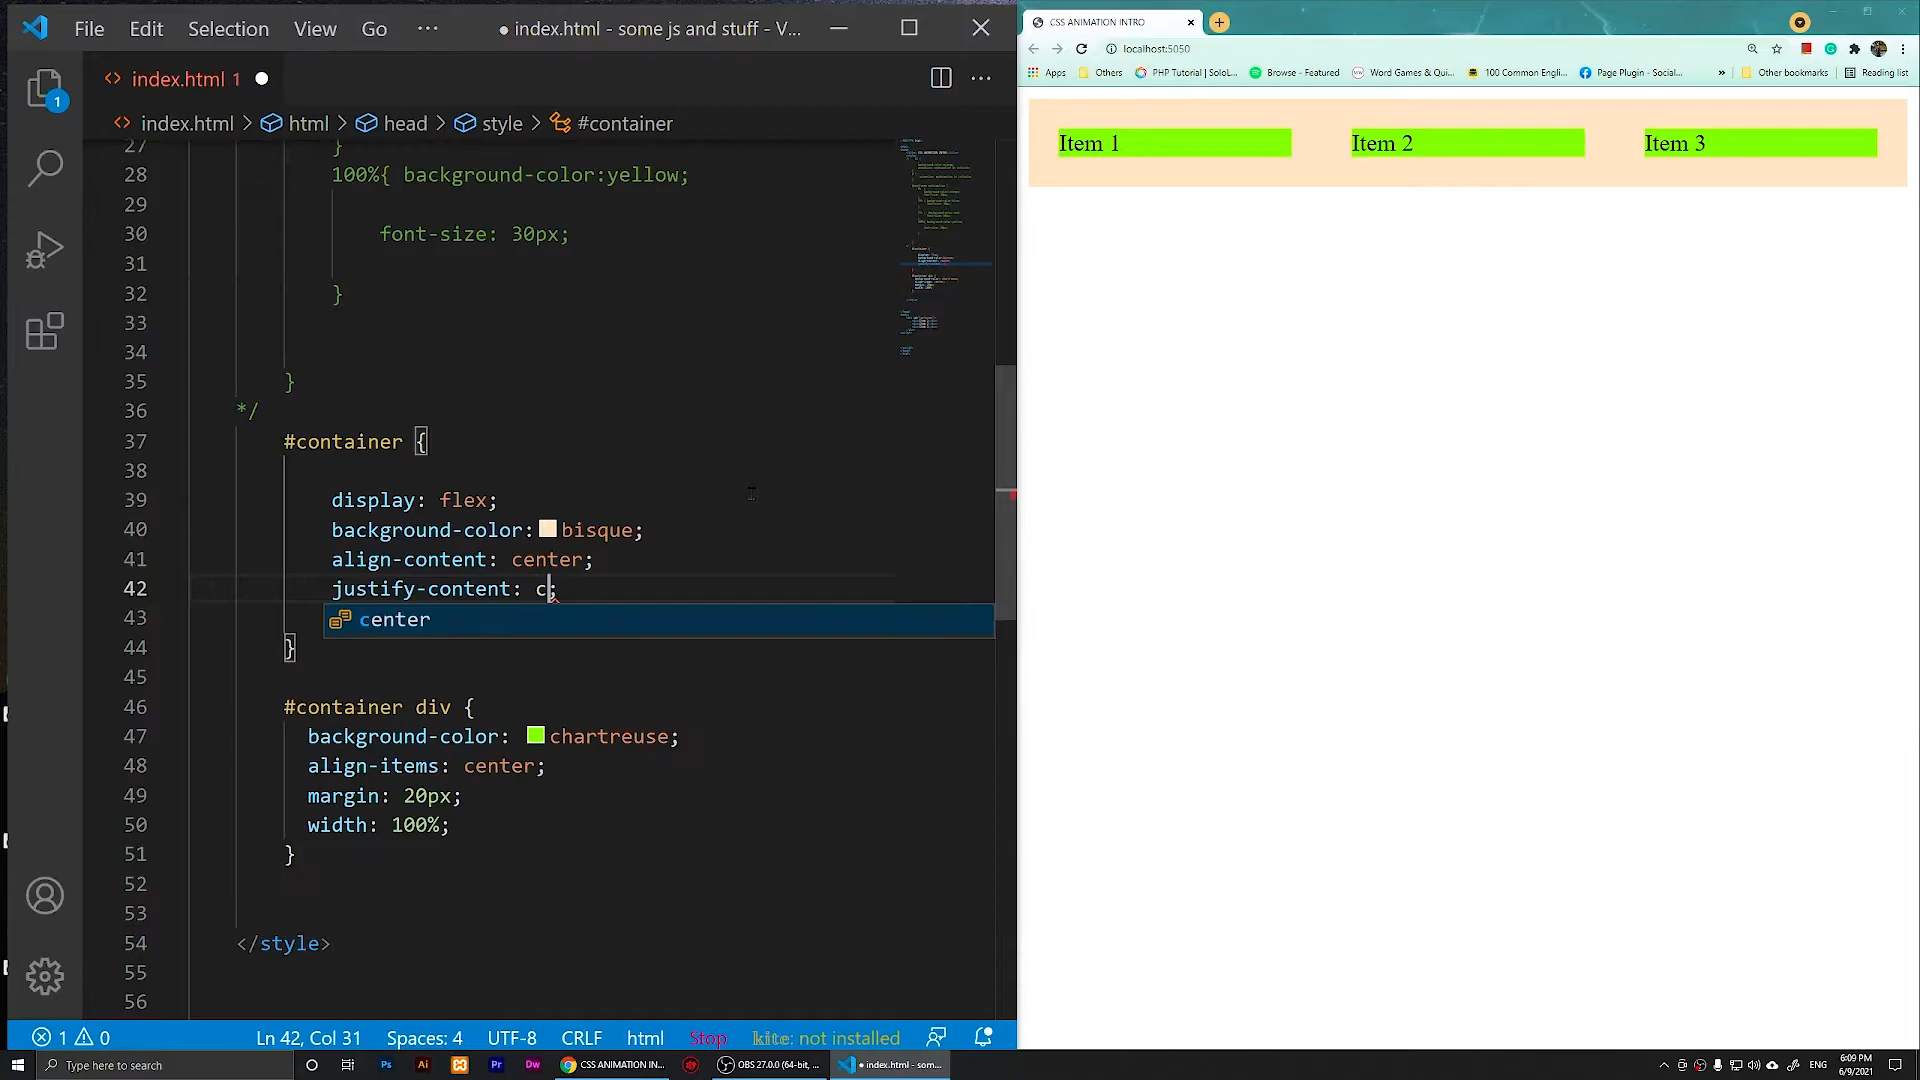 File Edit Selection View Go ··· ● index.html - some js and stuff - V...
index.html 1
index.html > html > head > style > #container
27 }
28 100%{ background-color:yellow;
29
30 font-size: 30px;
31
32 }
33
34
35 }
36 */
37 #container {
38
39 display: flex;
40 background-color: bisque;
41 align-content: center;
42 justify-content: c;
43 center
44 }
45
46 #container div {
47 background-color: chartreuse;
48 align-items: center;
49 margin: 20px;
50 width: 100%;
51 }
52
53
54 </style>
55
56
1
1 0 Ln 42, Col 31 Spaces: 4 UTF-8 CRLF html Stop kite: not installed
CSS ANIMATION INTRO
localhost:5050
Apps Others PHP Tutorial | SoloL... Browse - Featured Word Games & Qui... 100 Common Engli... Page Plugin - Social... » Other bookmarks Reading list
Item 1 Item 2 Item 3
Type here to search Ps Ai Pr Dw CSS ANIMATION IN... OBS 27.0.0 (64-bit, ... ● index.html - som... ENG 6:09 PM
6/9/2021